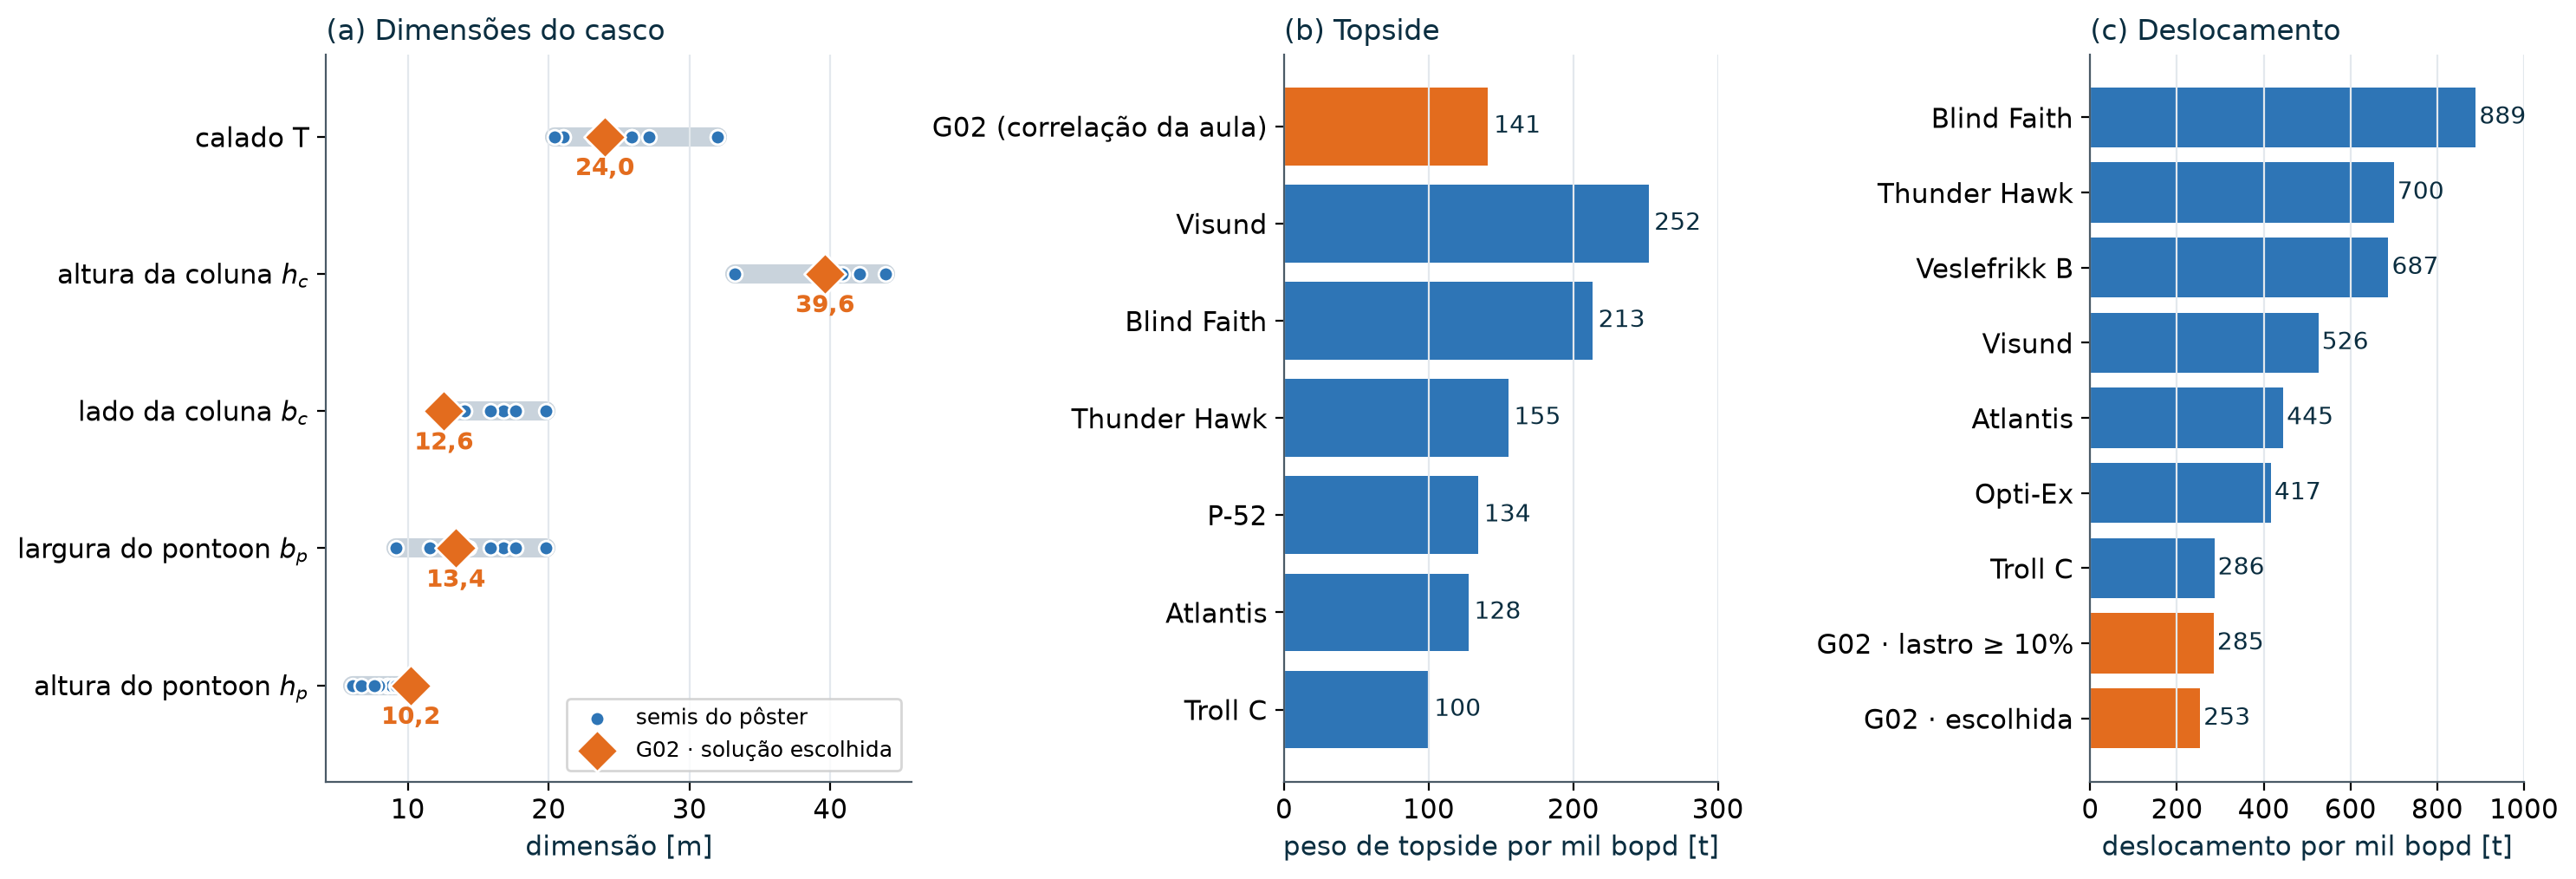 (a) Dimensões do casco
calado T
altura da coluna h_c
lado da coluna b_c
largura do pontoon b_p
altura do pontoon h_p
24,0
39,6
12,6
13,4
10,2
semis do pôster
G02 · solução escolhida
10 20 30 40
dimensão [m]
(b) Topside
G02 (correlação da aula) 141
Visund 252
Blind Faith 213
Thunder Hawk 155
P-52 134
Atlantis 128
Troll C 100
0 100 200 300
peso de topside por mil bopd [t]
(c) Deslocamento
Blind Faith 889
Thunder Hawk 700
Veslefrikk B 687
Visund 526
Atlantis 445
Opti-Ex 417
Troll C 286
G02 · lastro ≥ 10% 285
G02 · escolhida 253
0 200 400 600 800 1000
deslocamento por mil bopd [t]